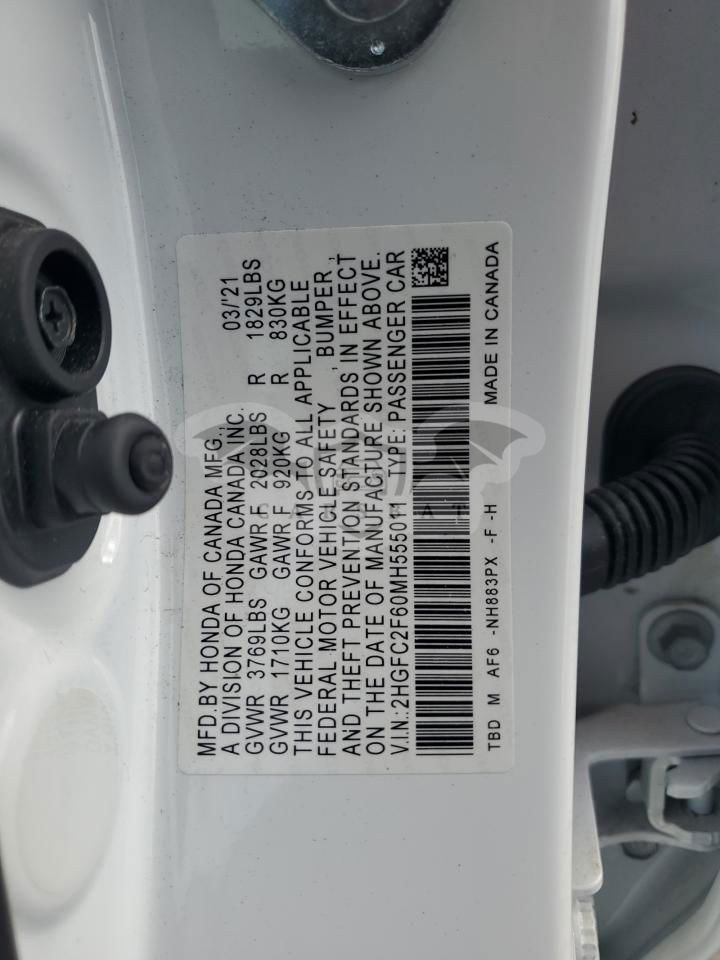 MFD.BY HONDA OF CANADA MFG.,
A DIVISION OF HONDA CANADA INC. 03/'21
GVWR 3769LBS GAWR F 2028LBS R 1829LBS
GVWR 1710KG GAWR F 920KG R 830KG
THIS VEHICLE CONFORMS TO ALL APPLICABLE
FEDERAL MOTOR VEHICLE SAFETY , BUMPER ,
AND THEFT PREVENTION STANDARDS IN EFFECT
ON THE DATE OF MANUFACTURE SHOWN ABOVE.
V.I.N.:2HGFC2F60MH555011 TYPE: PASSENGER CAR
TBD M AF6 -NH883PX -F -H MADE IN CANADA